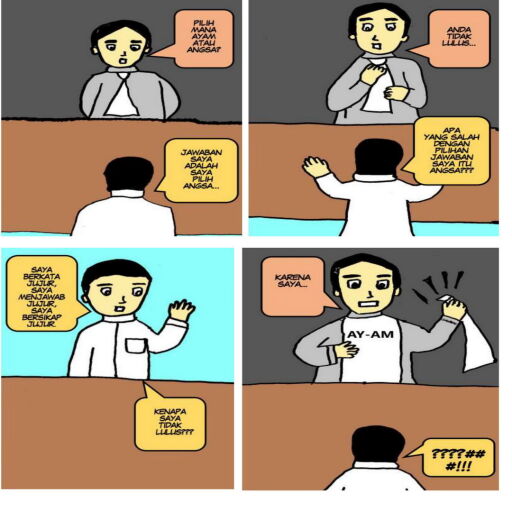 PILIH
MANA
AYAM
ATAU
ANGSA?
JAWABAN
SAYA
ADALAH
SAYA
PILIH
ANGSA...
ANDA
TIDAK
LULUS...
APA
YANG SALAH
DENGAN
PILIHAN
JAWABAN
SAYA ITU
ANGSA???
SAYA
BERKATA
JUJUR,
SAYA
MENJAWAB
JUJUR,
SAYA
BERSIKAP
JUJUR.
KENAPA
SAYA
TIDAK
LULUS???
KARENA
SAYA...
AY-AM
????##
#!!!